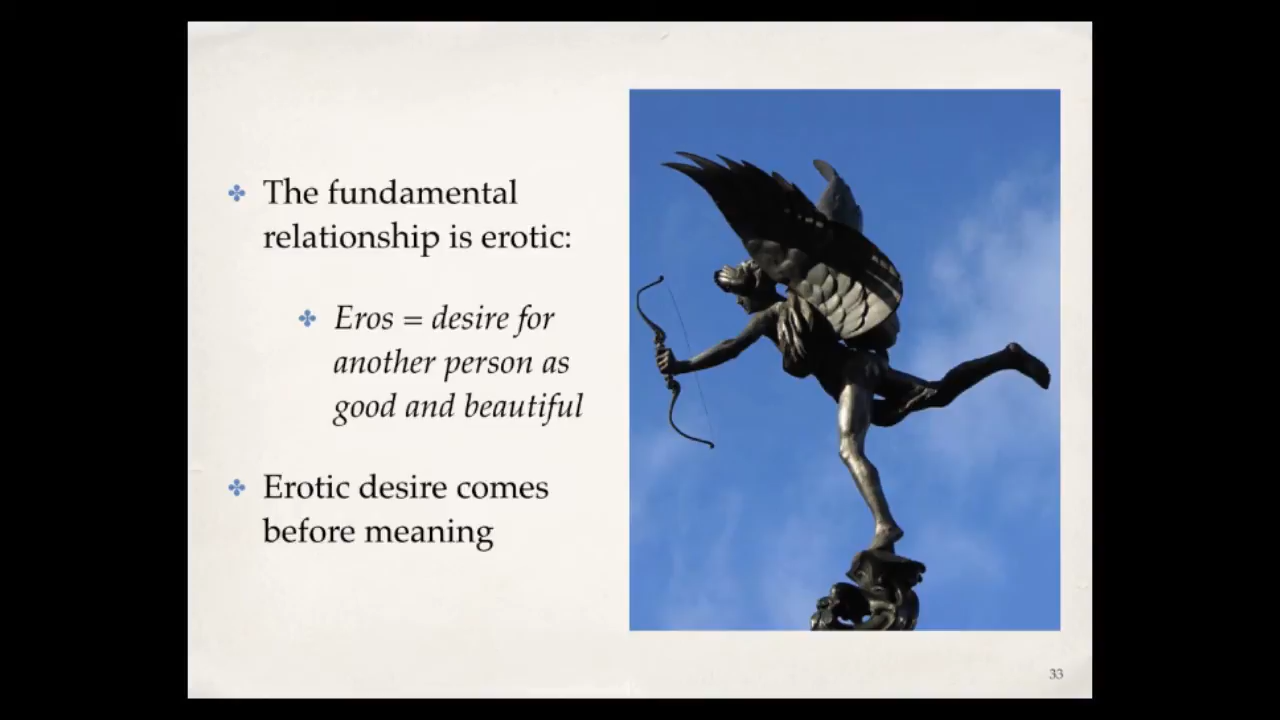 The fundamental
relationship is erotic:
Eros = desire for
another person as
good and beautiful
Erotic desire comes
before meaning
33